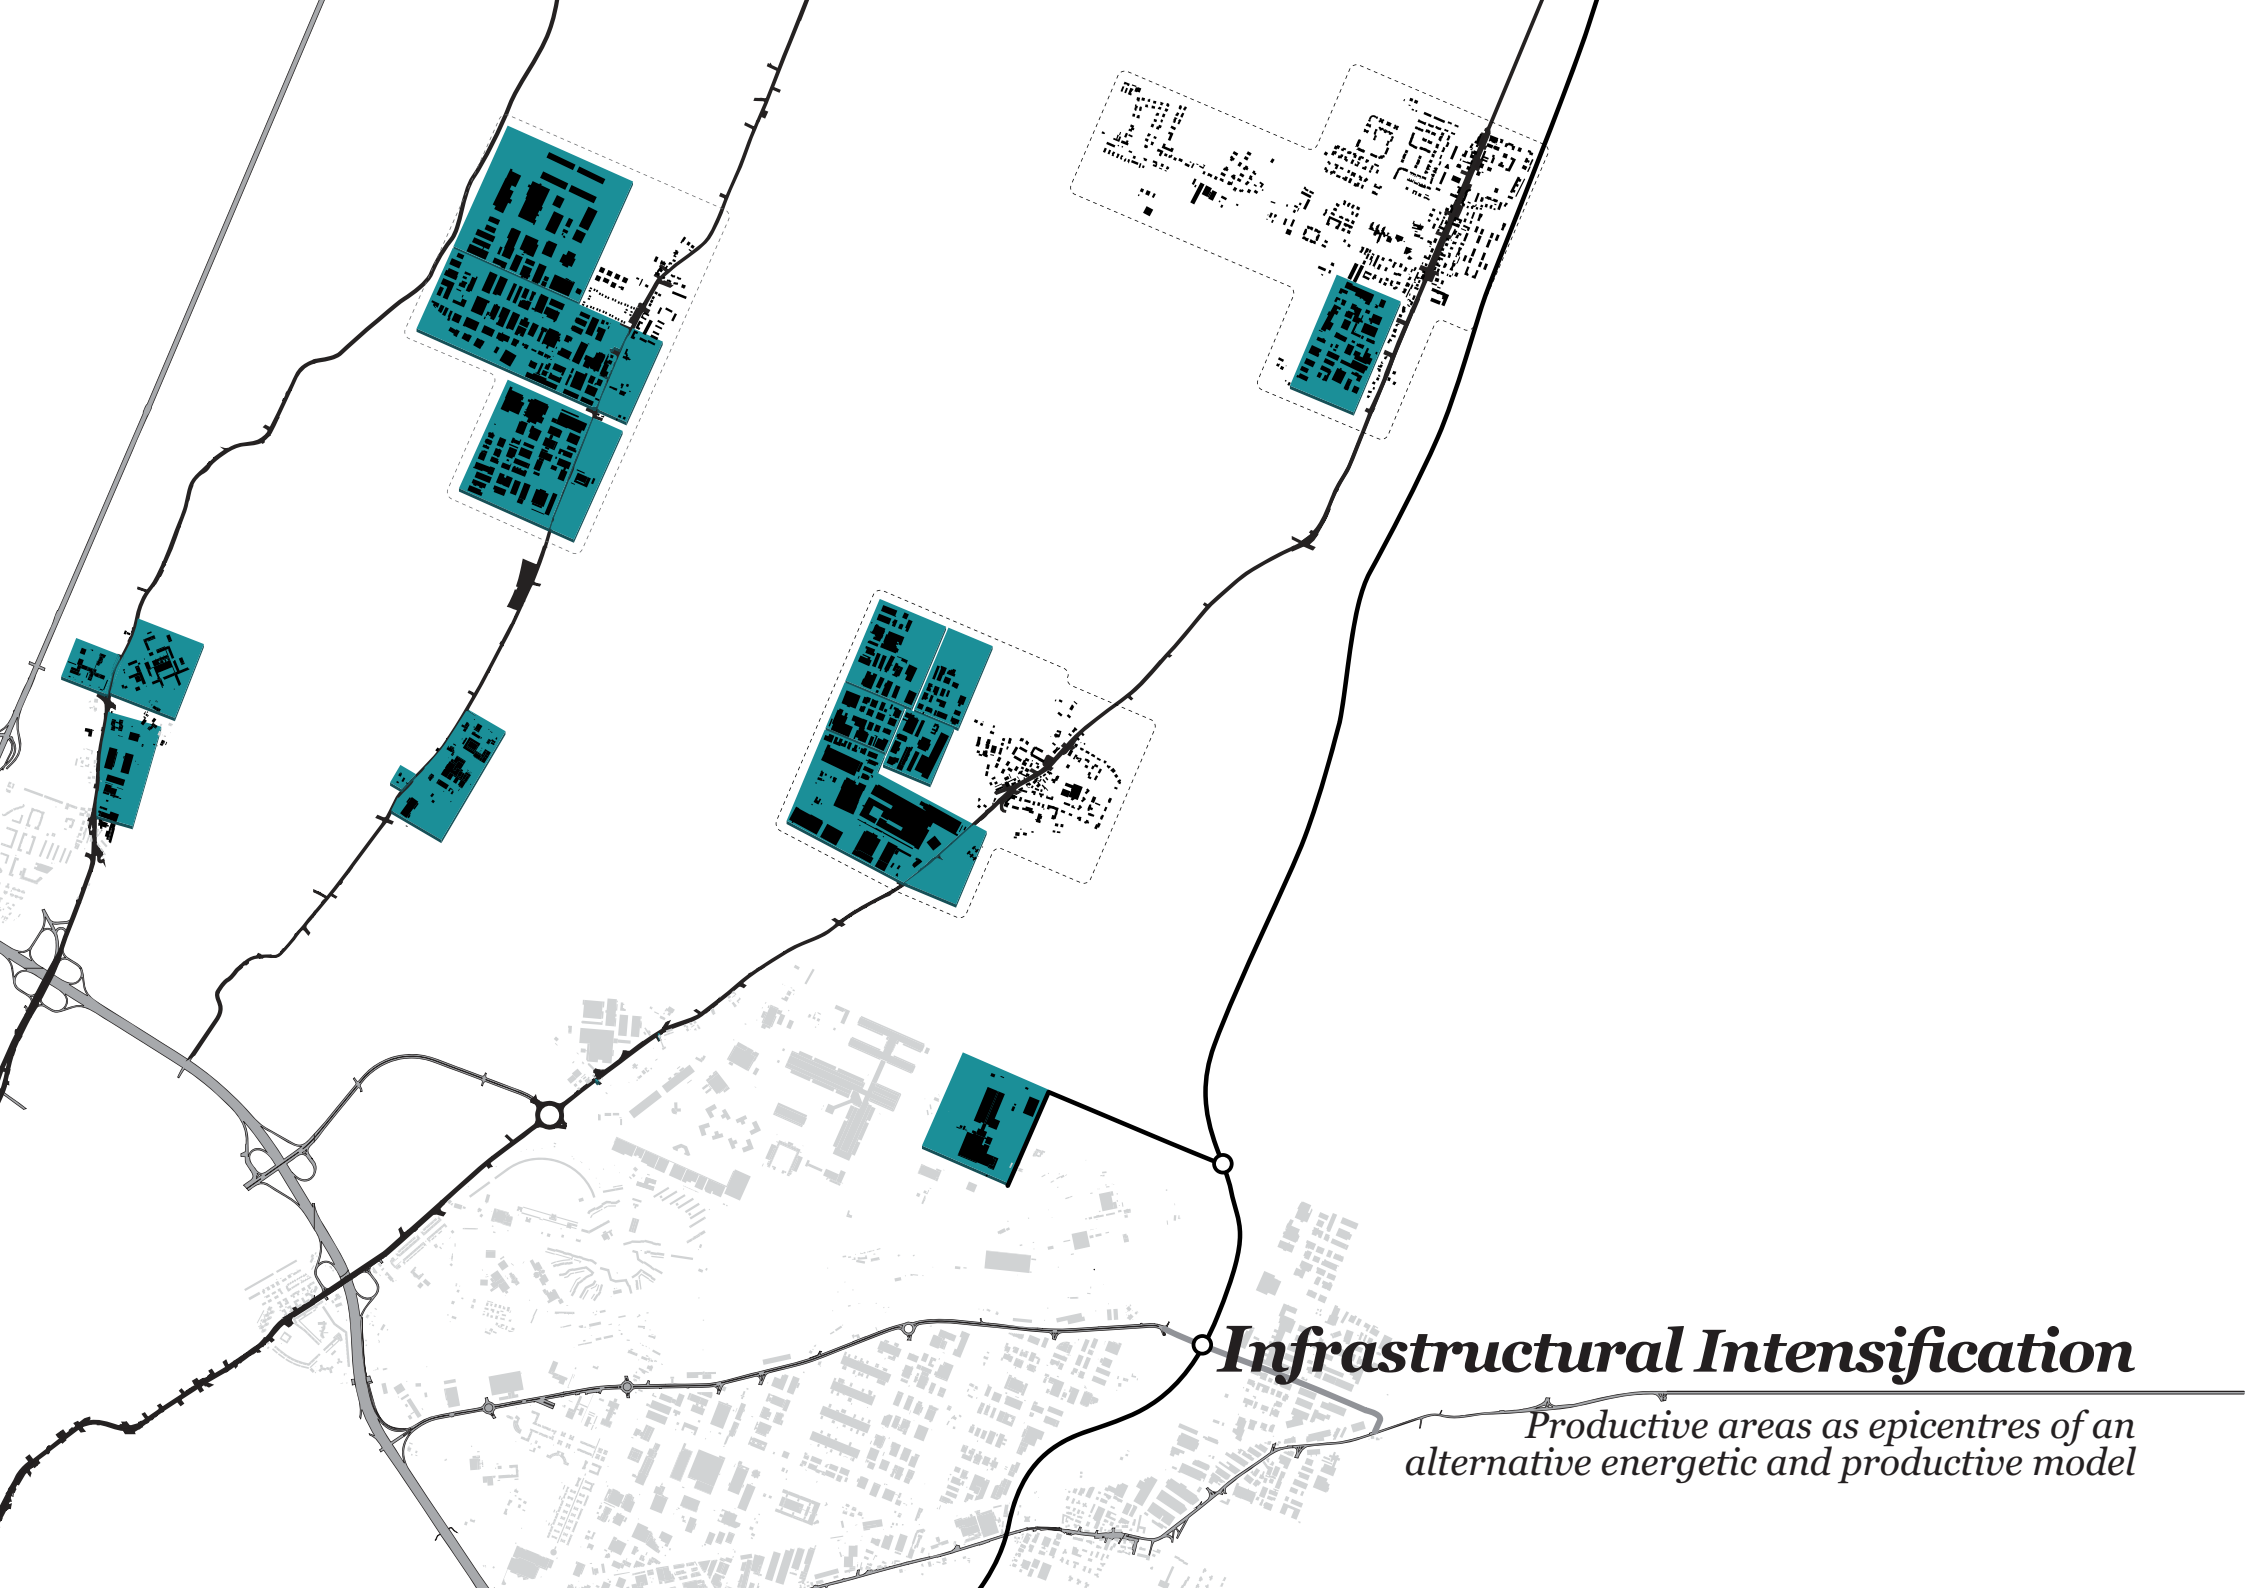 Infrastructural Intensification
Productive areas as epicentres of an
alternative energetic and productive model